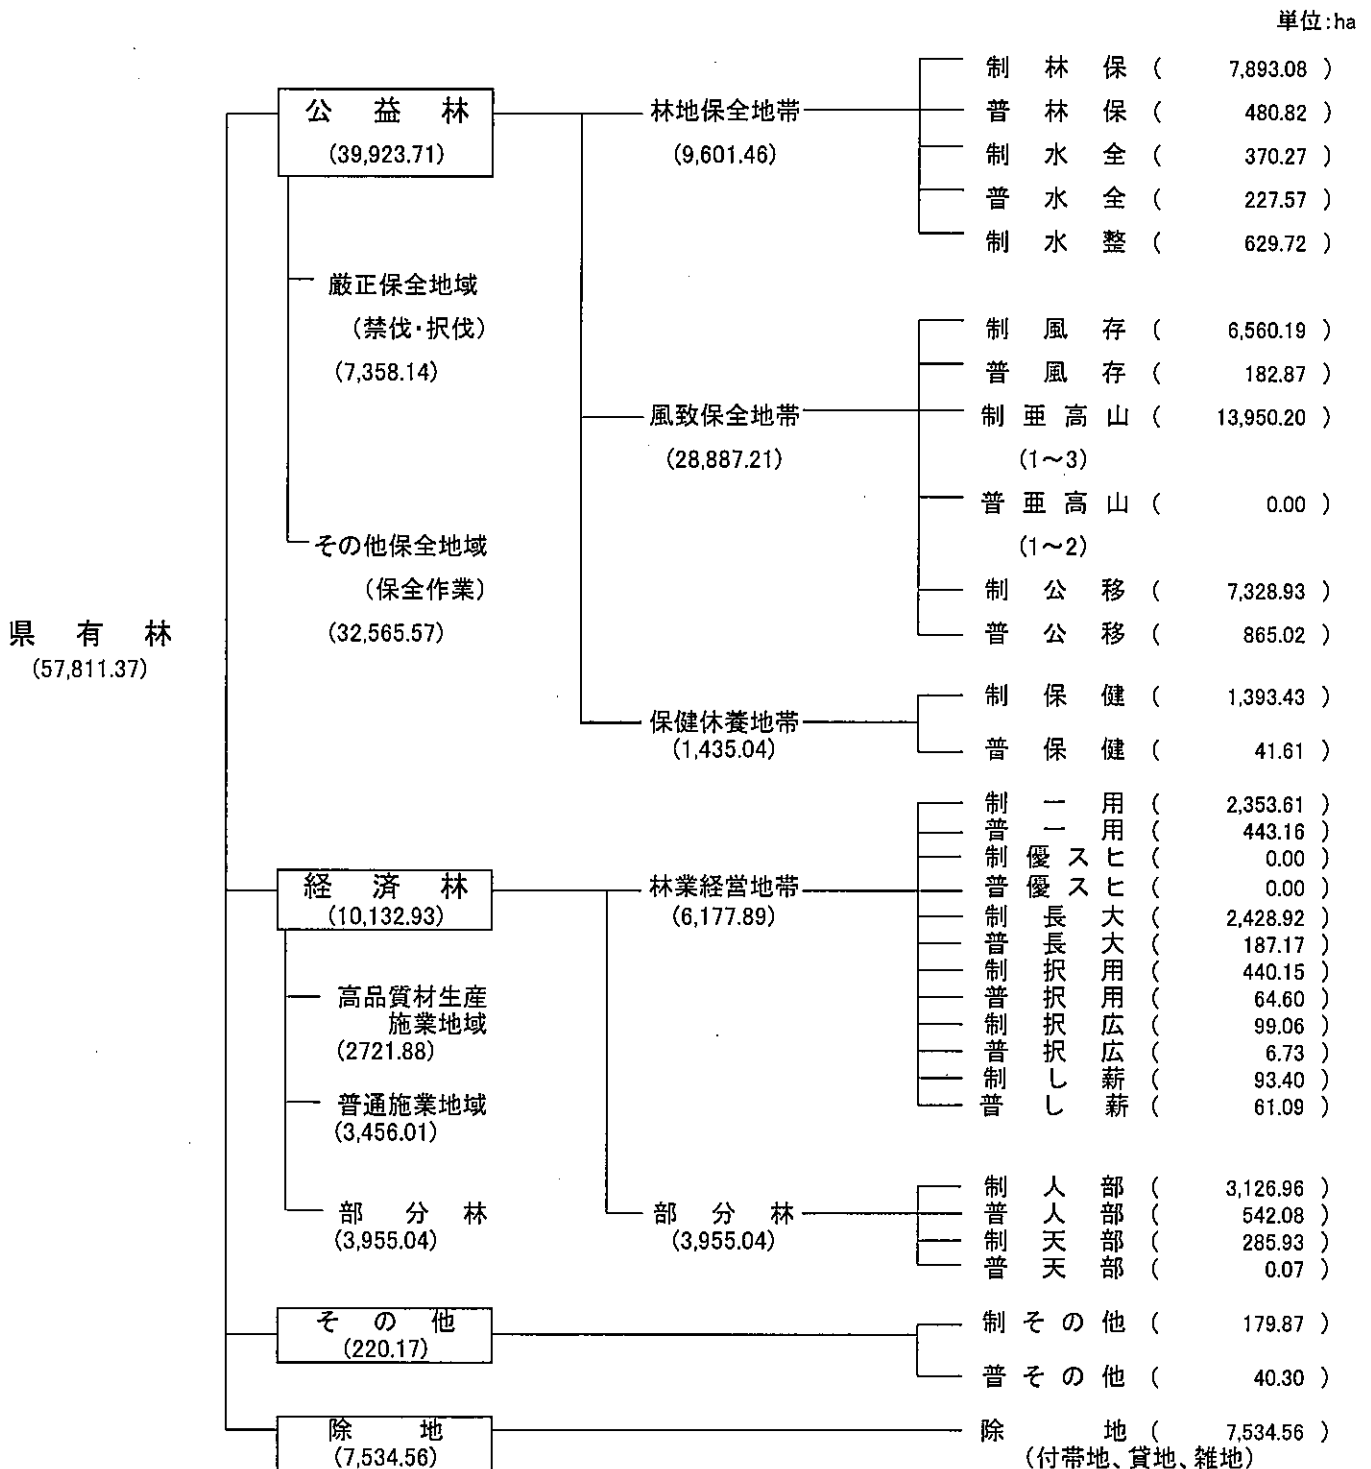 単位:ha
県有林
(57,811.37)
公益林
(39,923.71)
厳正保全地域
(禁伐・択伐)
(7,358.14)
その他保全地域
(保全作業)
(32,565.57)
林地保全地帯
(9,601.46)
制林保( 7,893.08 )
普林保( 480.82 )
制水全( 370.27 )
普水全( 227.57 )
制水整( 629.72 )
風致保全地帯
(28,887.21)
制風存( 6,560.19 )
普風存( 182.87 )
制亜高山( 13,950.20 )
(1～3)
普亜高山( 0.00 )
(1～2)
制公移( 7,328.93 )
普公移( 865.02 )
保健休養地帯
(1,435.04)
制保健( 1,393.43 )
普保健( 41.61 )
経済林
(10,132.93)
高品質材生産
施業地域
(2721.88)
普通施業地域
(3,456.01)
部分林
(3,955.04)
林業経営地帯
(6,177.89)
制一用( 2,353.61 )
普一用( 443.16 )
制優スヒ( 0.00 )
普優スヒ( 0.00 )
制長大( 2,428.92 )
普長大( 187.17 )
制択用( 440.15 )
普択用( 64.60 )
制択広( 99.06 )
普択広( 6.73 )
制し薪( 93.40 )
普し薪( 61.09 )
部分林
(3,955.04)
制人部( 3,126.96 )
普人部( 542.08 )
制天部( 285.93 )
普天部( 0.07 )
その他
(220.17)
制その他( 179.87 )
普その他( 40.30 )
除地
(7,534.56)
除地( 7,534.56 )
(付帯地、貸地、雑地)